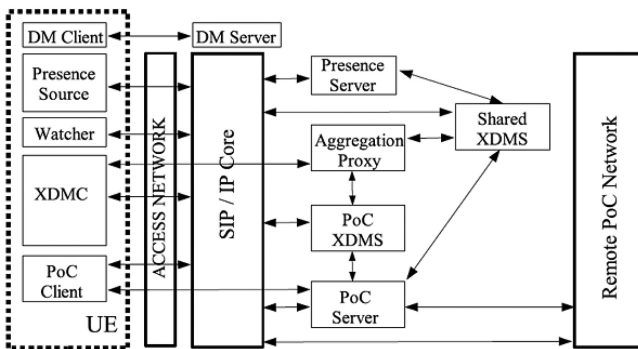 DM Client
DM Server
Presence
Source
Watcher
XDMC
PoC
Client
UE
ACCESS NETWORK
SIP / IP Core
Presence
Server
Shared
XDMS
Aggregation
Proxy
PoC
XDMS
PoC
Server
Remote PoC Network